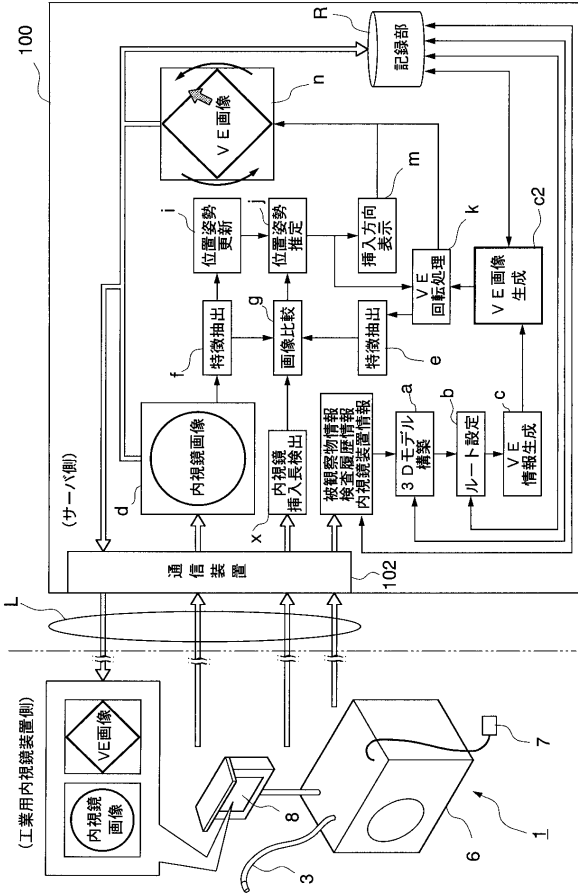 100
(サーバ側)
R
記録部
VE画像
n
d
内視鏡画像
f
特徴抽出
i
位置姿勢
更新
j
位置姿勢
推定
g
画像比較
x
内視鏡
挿入長検出
m
挿入方向
表示
k
VE
回転処理
e
特徴抽出
c2
VE画像
生成
被観察物情報
検査履歴情報
内視鏡装置情報
a
3Dモデル
構築
b
ルート設定
c
VE
情報生成
通信装置
102
L
(工業用内視鏡装置側)
内視鏡
画像
VE画像
8
3
7
6
1